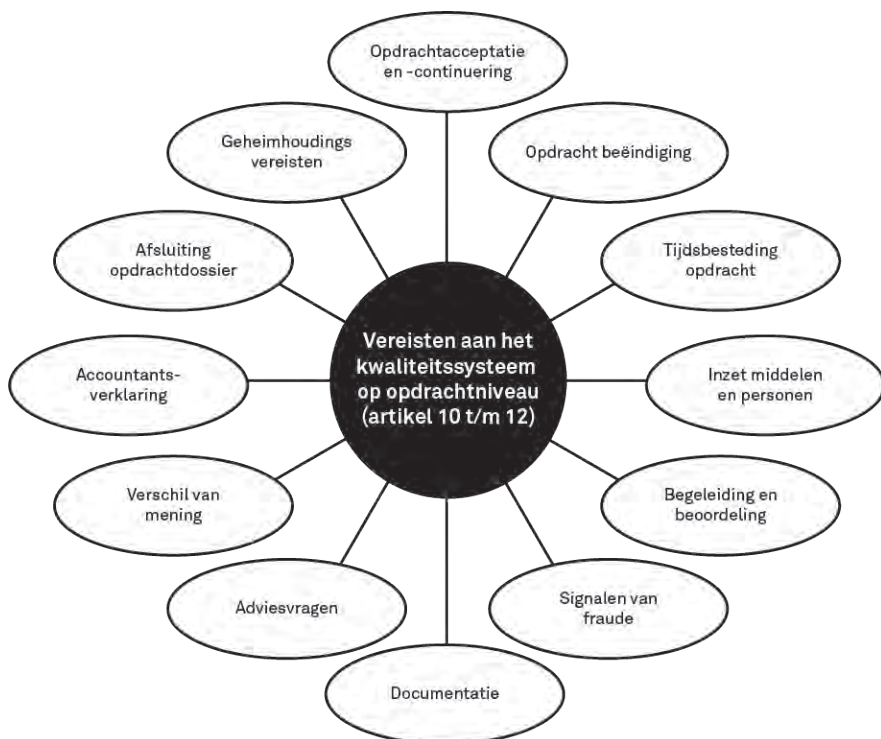 Opdrachtacceptatie
en -continuering
Geheimhoudings
vereisten
Opdracht beëindiging
Afsluiting
opdrachtdossier
Tijdsbesteding
opdracht
Vereisten aan het
kwaliteitssysteem
op opdrachtniveau
(artikel 10 t/m 12)
Accountants-
verklaring
Inzet middelen
en personen
Verschil van
mening
Begeleiding en
beoordeling
Adviesvragen
Signalen van
fraude
Documentatie